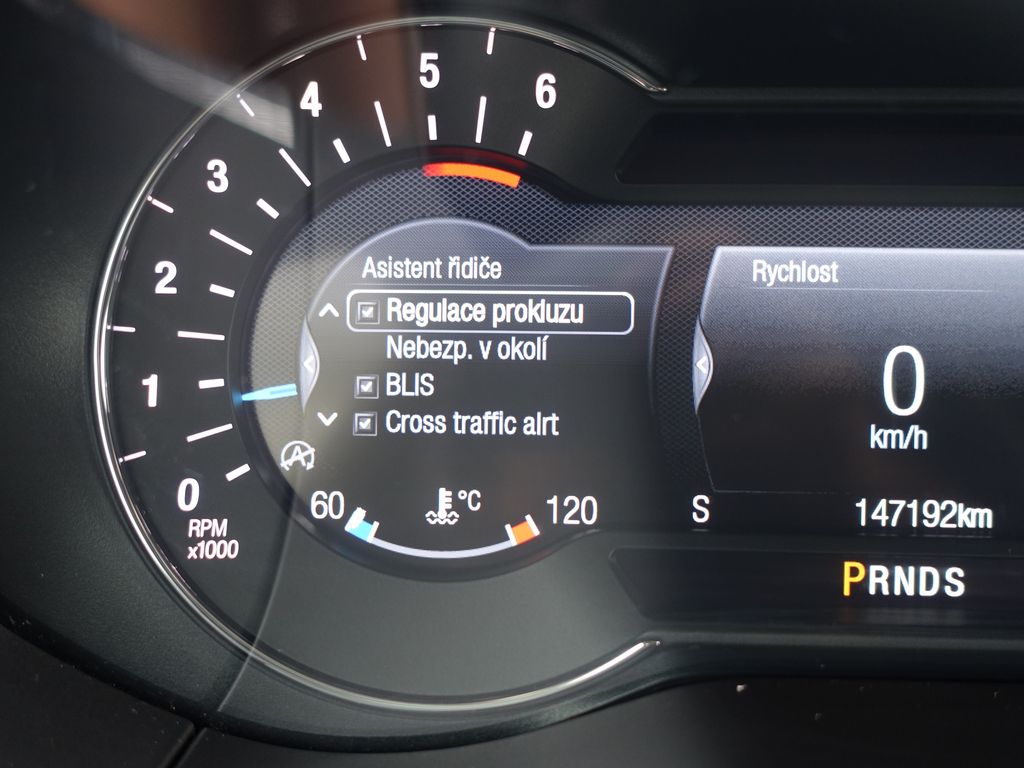 6
5
4
3
2
1
0
RPM
x1000
Asistent řidiče
Regulace prokluzu
Nebezp. v okolí
BLIS
Cross traffic alrt
A
60
°C
120
Rychlost
0
km/h
S
147192km
PRNDS